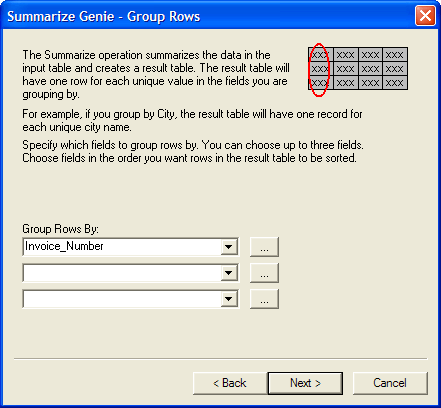 Summarize Genie - Group Rows
The Summarize operation summarizes the data in the
input table and creates a result table. The result table will
have one row for each unique value in the fields you are
grouping by.
xxx xxx xxx xxx
xxx xxx xxx xxx
xxx xxx xxx xxx
For example, if you group by City, the result table will have one record for
each unique city name.
Specify which fields to group rows by. You can choose up to three fields.
Choose fields in the order you want rows in the result table to be sorted.
Group Rows By:
Invoice_Number
...
...
...
< Back
Next >
Cancel